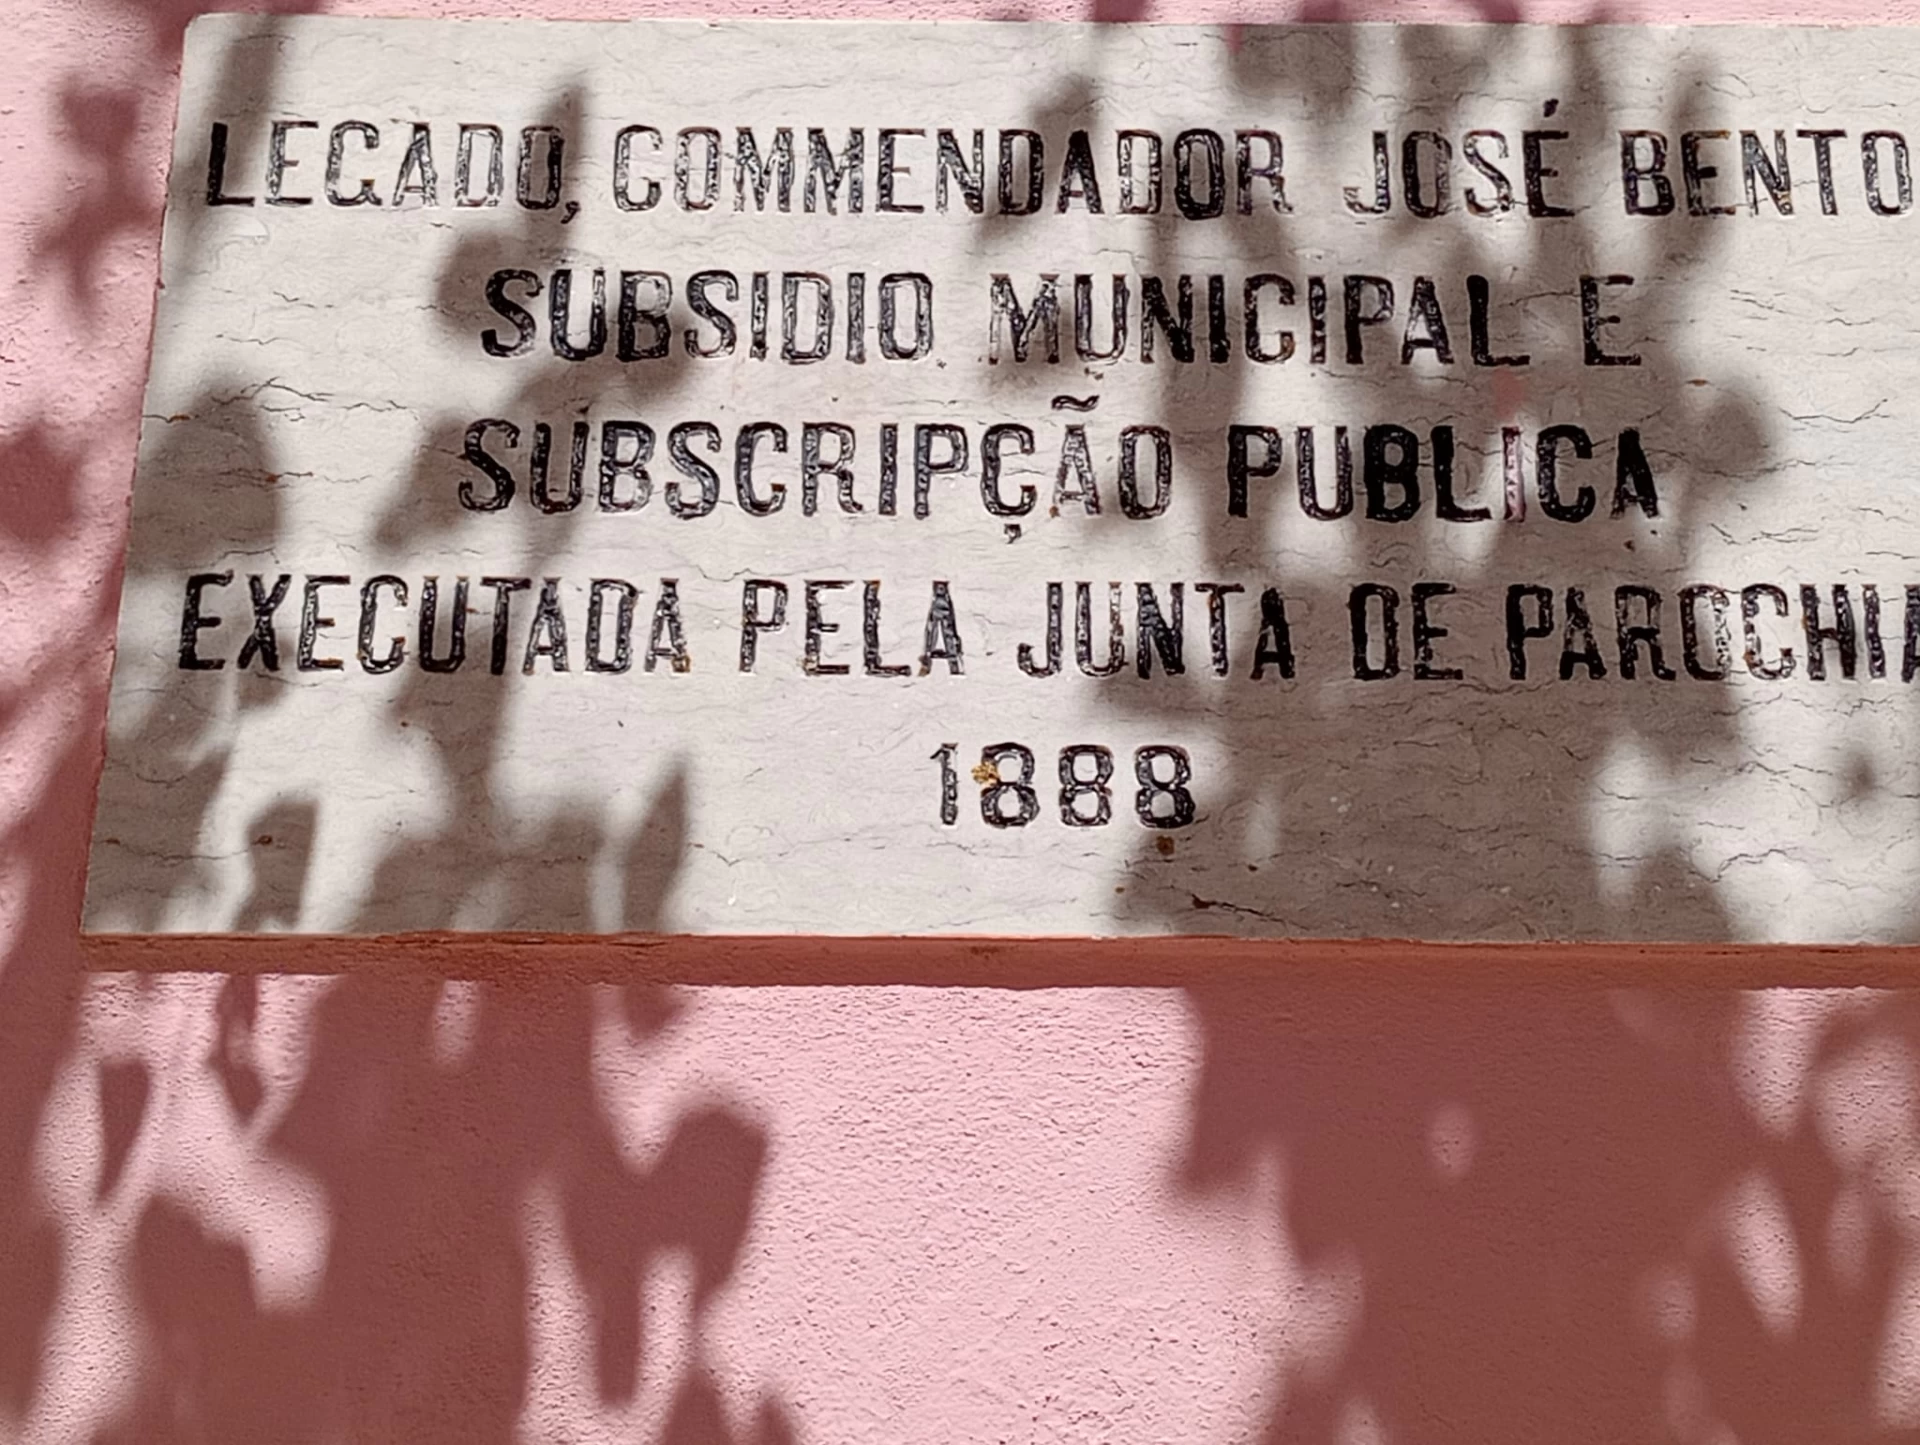 LEGADO, COMMENDADOR JOSÉ BENTO
SUBSIDIO MUNICIPAL E
SUBSCRIPÇÃO PUBLICA
EXECUTADA PELA JUNTA DE PAROCHIA
1888